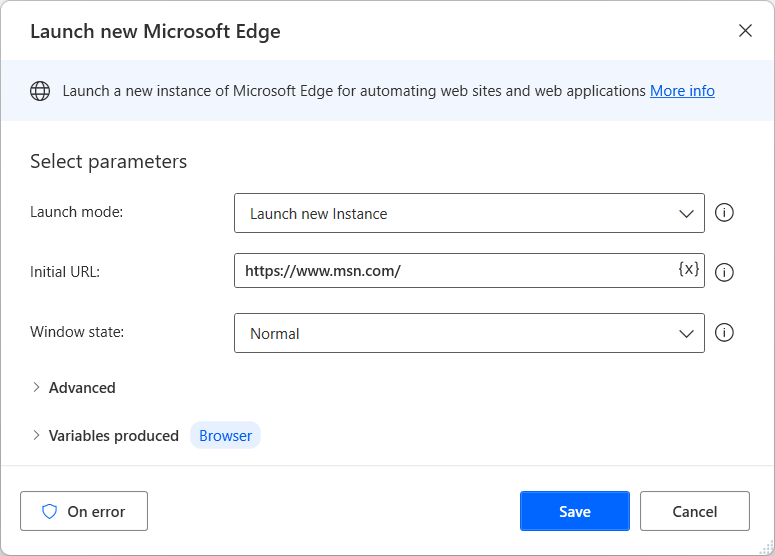 Launch new Microsoft Edge
Launch a new instance of Microsoft Edge for automating web sites and web applications More info
Select parameters
Launch mode:
Launch new Instance
Initial URL:
https://www.msn.com/
{x}
Window state:
Normal
Advanced
Variables produced
Browser
On error
Save
Cancel